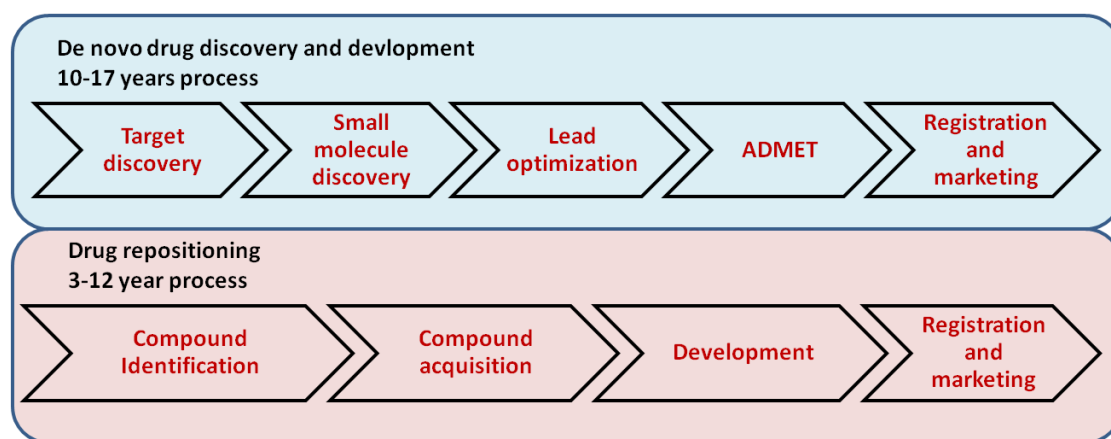 De novo drug discovery and devlopment
10-17 years process
Target
discovery
Small
molecule
discovery
Lead
optimization
ADMET
Registration
and
marketing
Drug repositioning
3-12 year process
Compound
Identification
Compound
acquisition
Development
Registration
and
marketing